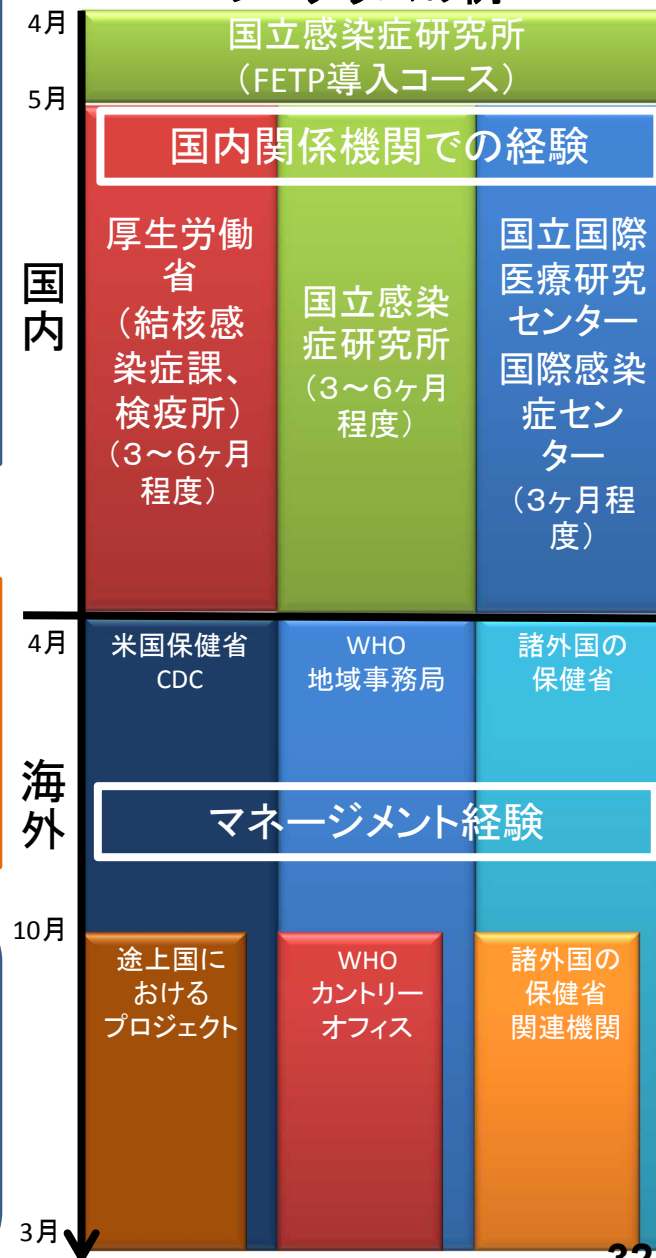 4月
国立感染症研究所
（FETP導入コース）
5月
国内関係機関での経験
国内
厚生労働
省
（結核感
染症課、
検疫所）
（3～6ヶ月
程度）
国立感染
症研究所
（3～6ヶ月
程度）
国立国際
医療研究
センター
国際感染
症セン
ター
（3ヶ月程
度）
4月
米国保健省
CDC
WHO
地域事務局
諸外国の
保健省
海外
マネージメント経験
10月
途上国に
おける
プロジェクト
WHO
カントリー
オフィス
諸外国の
保健省
関連機関
3月
32